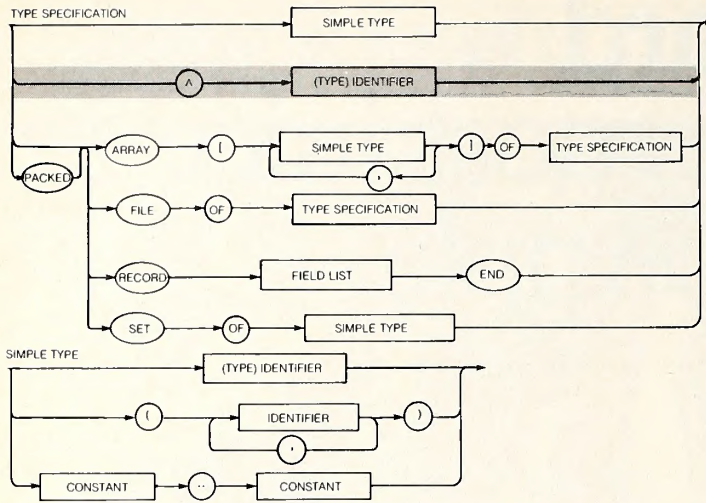 TYPE SPECIFICATION
SIMPLE TYPE
^ (TYPE) IDENTIFIER
ARRAY [ SIMPLE TYPE ] OF TYPE SPECIFICATION
,
PACKED
FILE OF TYPE SPECIFICATION
RECORD FIELD LIST END
SET OF SIMPLE TYPE
SIMPLE TYPE
(TYPE) IDENTIFIER
( IDENTIFIER )
,
CONSTANT .. CONSTANT